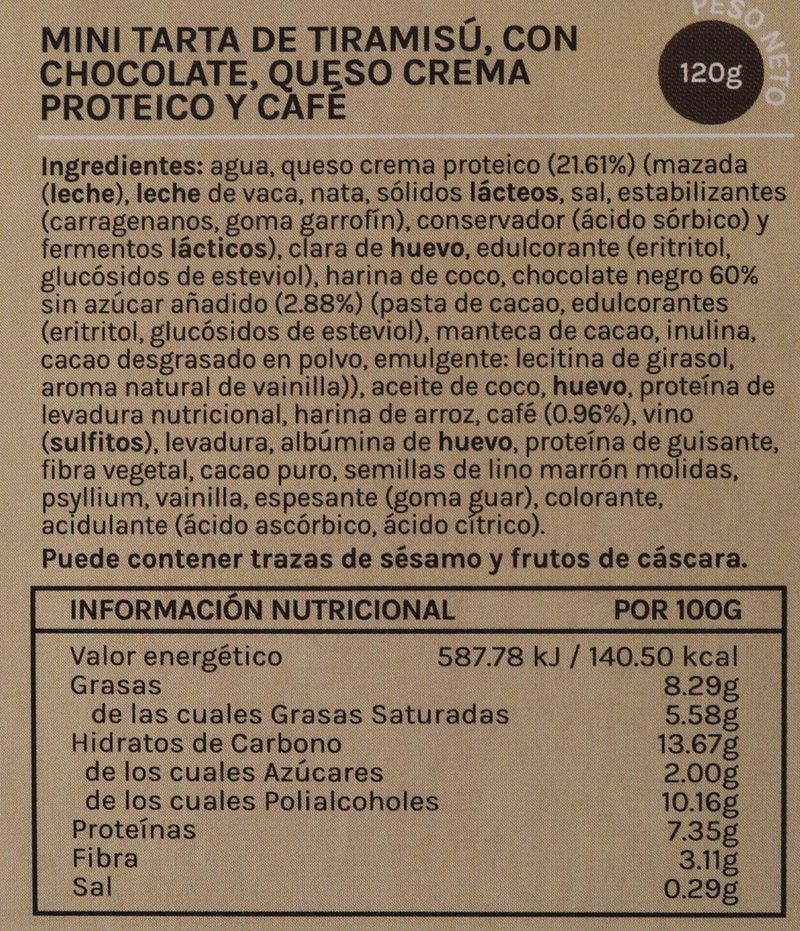 MINI TARTA DE TIRAMISÚ, CON
CHOCOLATE, QUESO CREMA
PROTEICO Y CAFÉ
PESO NETO
120g
Ingredientes: agua, queso crema proteico (21.61%) (mazada
(leche), leche de vaca, nata, sólidos lácteos, sal, estabilizantes
(carragenanos, goma garrofín), conservador (ácido sórbico) y
fermentos lácticos), clara de huevo, edulcorante (eritritol,
glucósidos de esteviol), harina de coco, chocolate negro 60%
sin azúcar añadido (2.88%) (pasta de cacao, edulcorantes
(eritritol, glucósidos de esteviol), manteca de cacao, inulina,
cacao desgrasado en polvo, emulgente: lecitina de girasol,
aroma natural de vainilla)), aceite de coco, huevo, proteína de
levadura nutricional, harina de arroz, café (0.96%), vino
(sulfitos), levadura, albúmina de huevo, proteína de guisante,
fibra vegetal, cacao puro, semillas de lino marrón molidas,
psyllium, vainilla, espesante (goma guar), colorante,
acidulante (ácido ascórbico, ácido cítrico).
Puede contener trazas de sésamo y frutos de cáscara.
INFORMACIÓN NUTRICIONAL POR 100G
Valor energético 587.78 kJ / 140.50 kcal
Grasas 8.29g
de las cuales Grasas Saturadas 5.58g
Hidratos de Carbono 13.67g
de los cuales Azúcares 2.00g
de los cuales Polialcoholes 10.16g
Proteínas 7.35g
Fibra 3.11g
Sal 0.29g